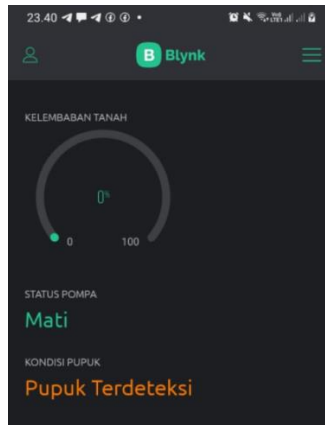 23.40
B Blynk
KELEMBABAN TANAH
0%
0 100
STATUS POMPA
Mati
KONDISI PUPUK
Pupuk Terdeteksi